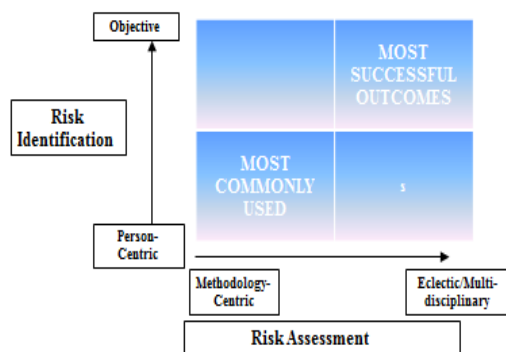 Objective
MOST
SUCCESSFUL
OUTCOMES
Risk
Identification
MOST
COMMONLY
USED
s
Person-
Centric
Methodology-
Centric
Eclectic/Multi-
disciplinary
Risk Assessment